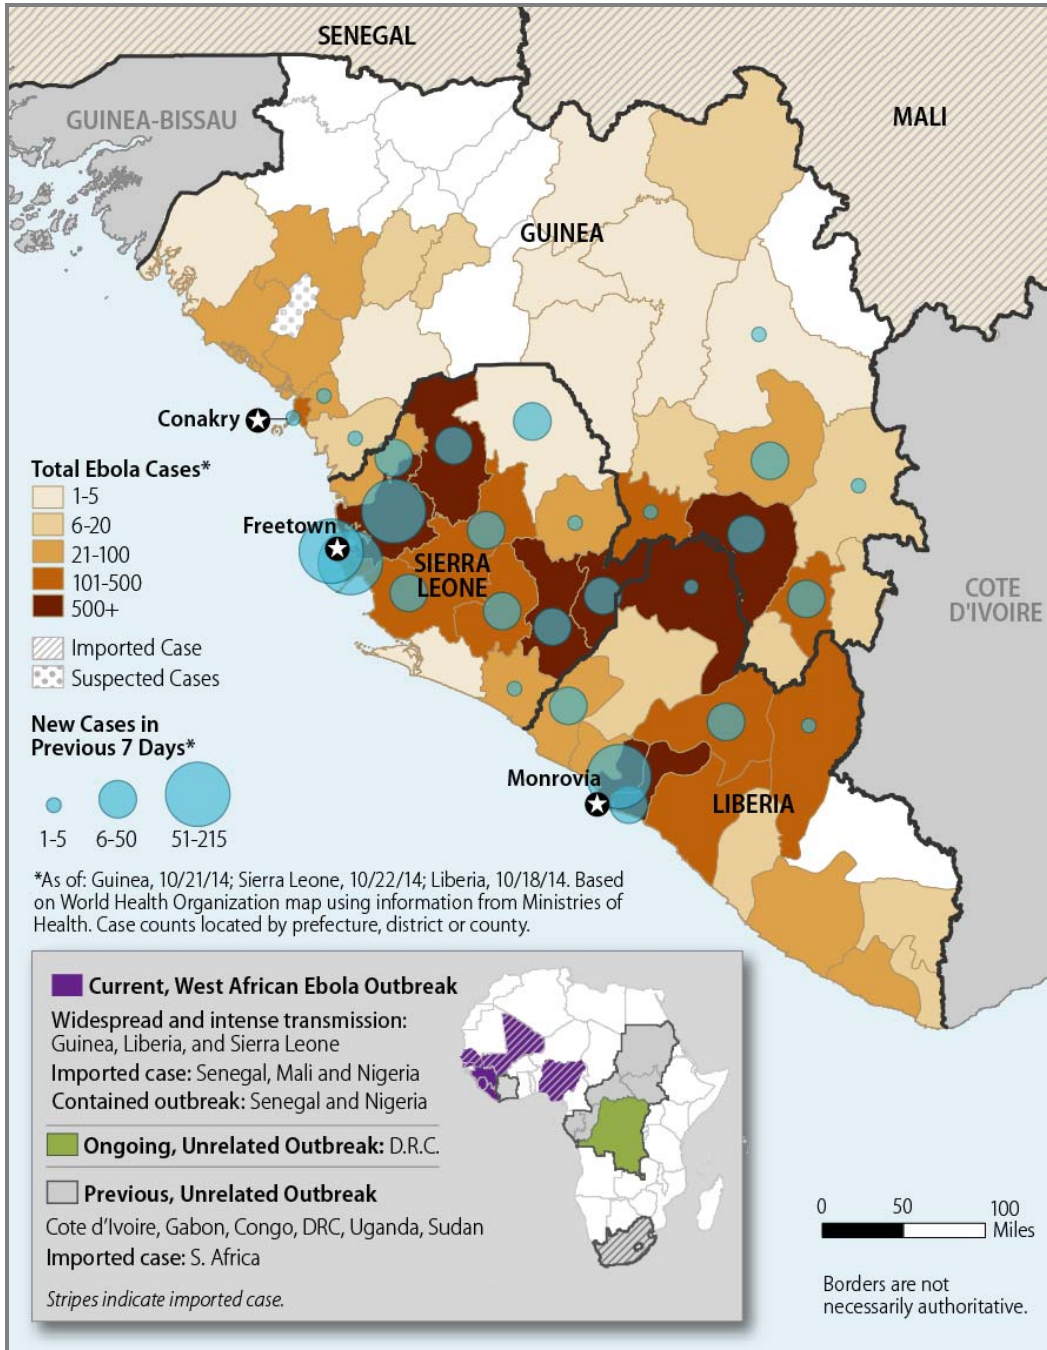 SENEGAL
MALI
GUINEA-BISSAU
GUINEA
Conakry
Total Ebola Cases*
1-5
6-20
21-100
101-500
500+
Imported Case
Suspected Cases
Freetown
SIERRA
LEONE
COTE
D'IVOIRE
New Cases in
Previous 7 Days*
1-5
6-50
51-215
Monrovia
LIBERIA
*As of: Guinea, 10/21/14; Sierra Leone, 10/22/14; Liberia, 10/18/14. Based
on World Health Organization map using information from Ministries of
Health. Case counts located by prefecture, district or county.
Current, West African Ebola Outbreak
Widespread and intense transmission:
Guinea, Liberia, and Sierra Leone
Imported case: Senegal, Mali and Nigeria
Contained outbreak: Senegal and Nigeria
Ongoing, Unrelated Outbreak: D.R.C.
Previous, Unrelated Outbreak
Cote d'Ivoire, Gabon, Congo, DRC, Uganda, Sudan
Imported case: S. Africa
Stripes indicate imported case.
0 50 100
Miles
Borders are not
necessarily authoritative.